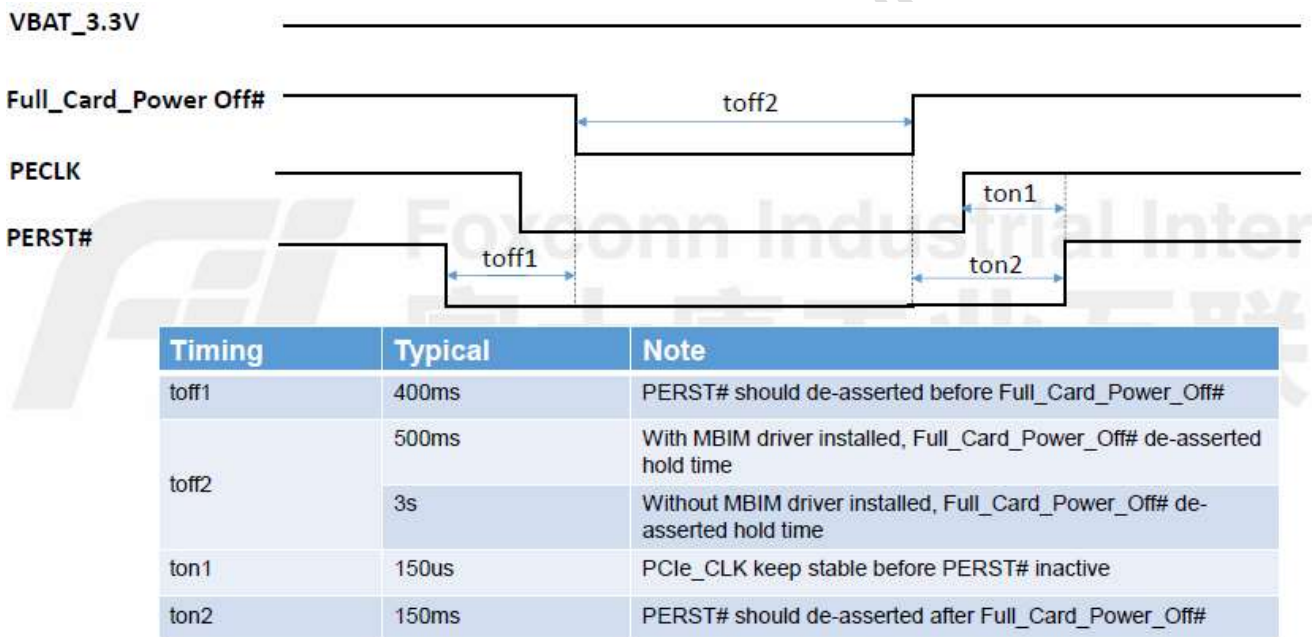 VBAT_3.3V
Full_Card_Power Off#
toff2
PECLK
ton1
PERST#
toff1
ton2
Foxconn Industrial Inter
Timing Typical Note
toff1 400ms PERST# should de-asserted before Full_Card_Power_Off#
toff2 500ms With MBIM driver installed, Full_Card_Power_Off# de-asserted
hold time
3s Without MBIM driver installed, Full_Card_Power_Off# de-
asserted hold time
ton1 150us PCIe_CLK keep stable before PERST# inactive
ton2 150ms PERST# should de-asserted after Full_Card_Power_Off#